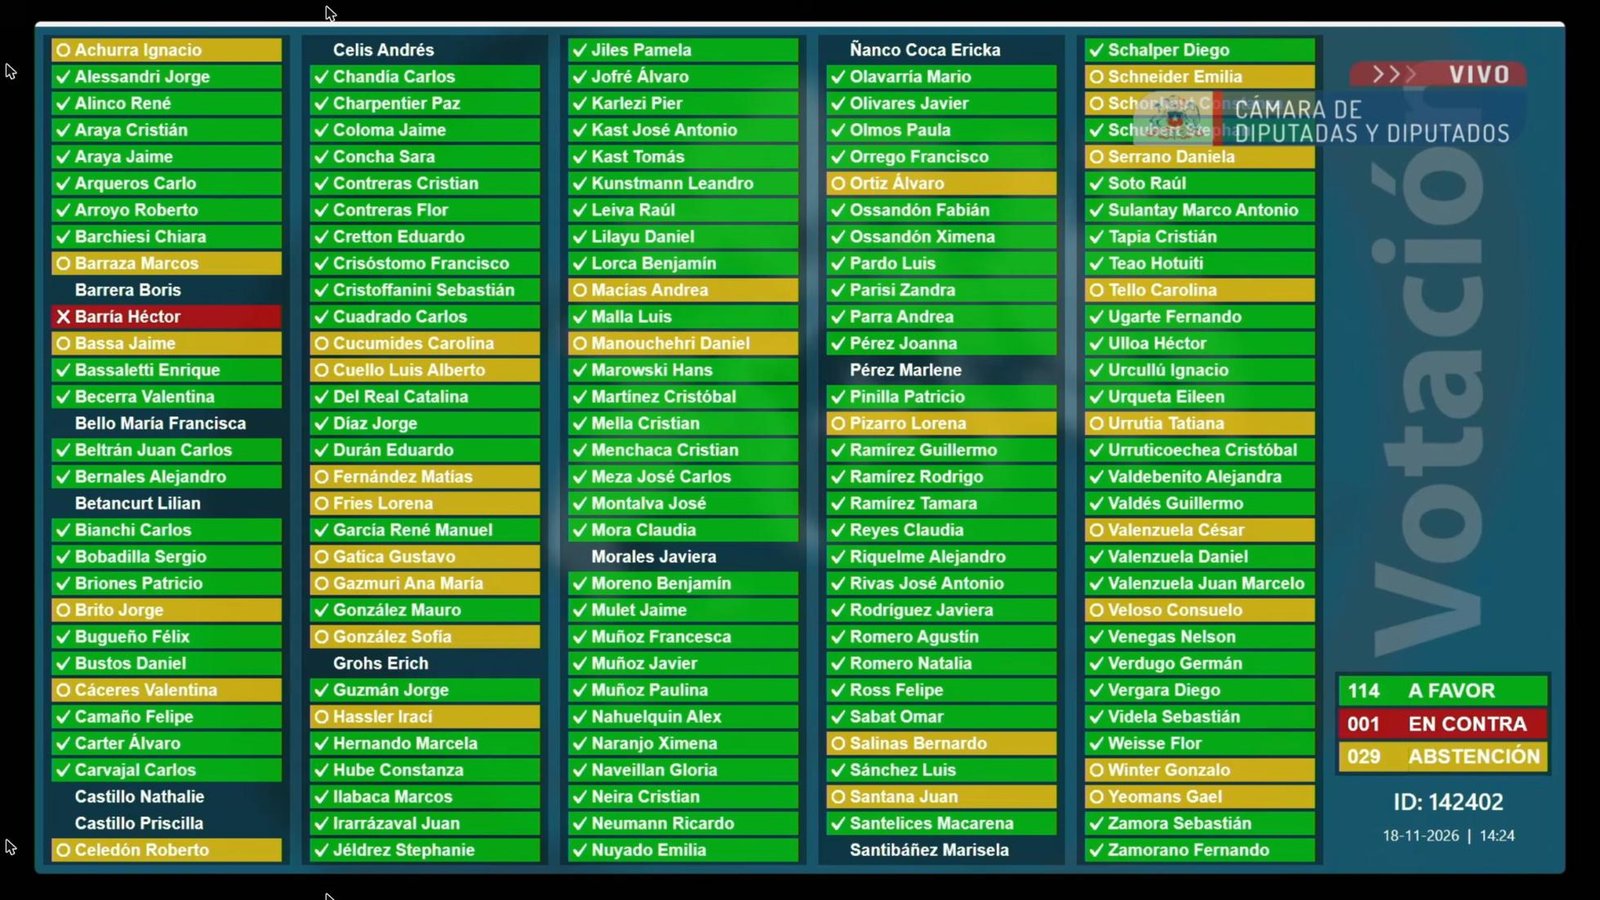 Achurra Ignacio
Alessandri Jorge
Alinco René
Araya Cristián
Araya Jaime
Arqueros Carlo
Arroyo Roberto
Barchiesi Chiara
Barraza Marcos
Barrera Boris
Barría Héctor
Bassa Jaime
Bassaletti Enrique
Becerra Valentina
Bello María Francisca
Beltrán Juan Carlos
Bernales Alejandro
Betancurt Lilian
Bianchi Carlos
Bobadilla Sergio
Briones Patricio
Brito Jorge
Bugueño Félix
Bustos Daniel
Cáceres Valentina
Camaño Felipe
Carter Álvaro
Carvajal Carlos
Castillo Nathalie
Castillo Priscilla
Celedón Roberto
Celis Andrés
Chandía Carlos
Charpentier Paz
Coloma Jaime
Concha Sara
Contreras Cristian
Contreras Flor
Cretton Eduardo
Crisóstomo Francisco
Cristoffanini Sebastián
Cuadrado Carlos
Cucumides Carolina
Cuello Luis Alberto
Del Real Catalina
Díaz Jorge
Durán Eduardo
Fernández Matías
Fries Lorena
García René Manuel
Gatica Gustavo
Gazmuri Ana María
González Mauro
González Sofía
Grohs Erich
Guzmán Jorge
Hassler Irací
Hernando Marcela
Hube Constanza
Ilabaca Marcos
Irarrázaval Juan
Jéldrez Stephanie
Jiles Pamela
Jofré Álvaro
Karlezi Pier
Kast José Antonio
Kast Tomás
Kunstmann Leandro
Leiva Raúl
Lilayu Daniel
Lorca Benjamín
Macías Andrea
Malla Luis
Manouchehri Daniel
Marowski Hans
Martínez Cristóbal
Mella Cristian
Menchaca Cristian
Meza José Carlos
Montalva José
Mora Claudia
Morales Javiera
Moreno Benjamín
Mulet Jaime
Muñoz Francesca
Muñoz Javier
Muñoz Paulina
Nahuelquin Alex
Naranjo Ximena
Naveillan Gloria
Neira Cristian
Neumann Ricardo
Nuyado Emilia
Ñanco Coca Ericka
Olavarría Mario
Olivares Javier
Olmos Paula
Orrego Francisco
Ortiz Álvaro
Ossandón Fabián
Ossandón Ximena
Pardo Luis
Parisi Zandra
Parra Andrea
Pérez Joanna
Pérez Marlene
Pinilla Patricio
Pizarro Lorena
Ramírez Guillermo
Ramírez Rodrigo
Ramírez Tamara
Reyes Claudia
Riquelme Alejandro
Rivas José Antonio
Rodríguez Javiera
Romero Agustín
Romero Natalia
Ross Felipe
Sabat Omar
Salinas Bernardo
Sánchez Luis
Santana Juan
Santelices Macarena
Santibáñez Marisela
Schalper Diego
Schneider Emilia
Serrano Daniela
Soto Raúl
Sulantay Marco Antonio
Tapia Cristián
Teao Hotuiti
Tello Carolina
Ugarte Fernando
Ulloa Héctor
Urcullú Ignacio
Urqueta Eileen
Urrutia Tatiana
Urruticoechea Cristóbal
Valdebenito Alejandra
Valdés Guillermo
Valenzuela César
Valenzuela Daniel
Valenzuela Juan Marcelo
Veloso Consuelo
Venegas Nelson
Verdugo Germán
Vergara Diego
Videla Sebastián
Weisse Flor
Winter Gonzalo
Yeomans Gael
Zamora Sebastián
Zamorano Fernando
VIVO
CÁMARA DE
DIPUTADAS Y DIPUTADOS
Votación
114 A FAVOR
001 EN CONTRA
029 ABSTENCIÓN
ID: 142402
18-11-2026 | 14:24